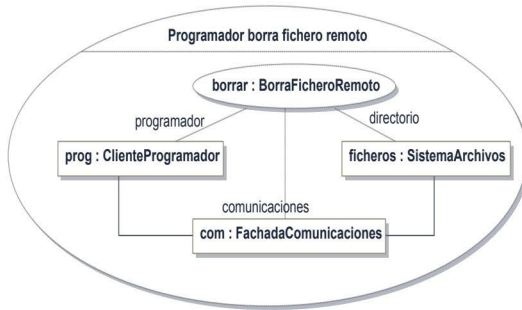 Programador borra fichero remoto
borrar : BorraFicheroRemoto
programador
directorio
prog : ClienteProgramador
ficheros : SistemaArchivos
comunicaciones
com : FachadaComunicaciones